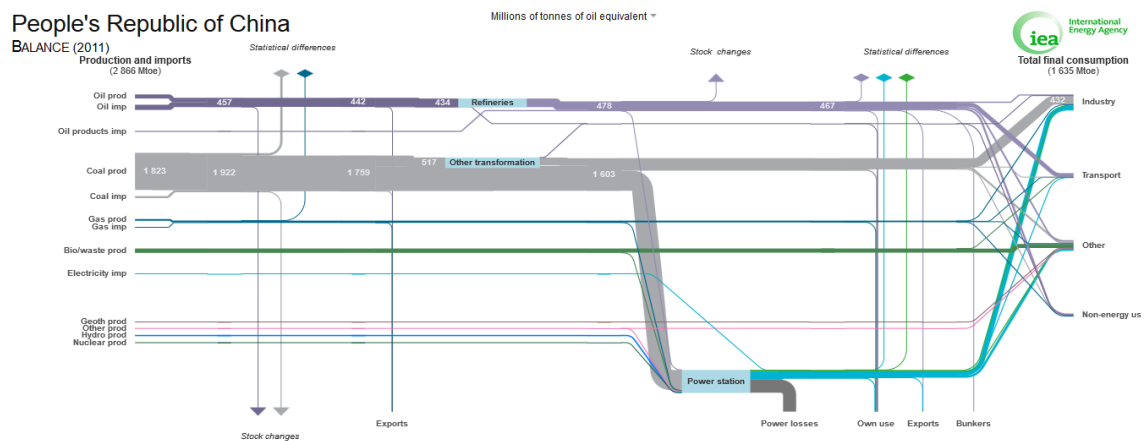 People's Republic of China
BALANCE (2011)
Millions of tonnes of oil equivalent
iea
International
Energy Agency
Statistical differences
Stock changes
Statistical differences
Production and imports
(2 866 Mtoe)
Total final consumption
(1 635 Mtoe)
Oil prod
Oil imp
457
442
434
Refineries
478
467
432
Industry
Oil products imp
Coal prod
1 823
1 922
1 759
517
Other transformation
1 603
Transport
Coal imp
Gas prod
Gas imp
Bio/waste prod
Other
Electricity imp
Geoth prod
Other prod
Hydro prod
Nuclear prod
Non-energy us
Power station
Exports
Power losses
Own use
Exports
Bunkers
Stock changes